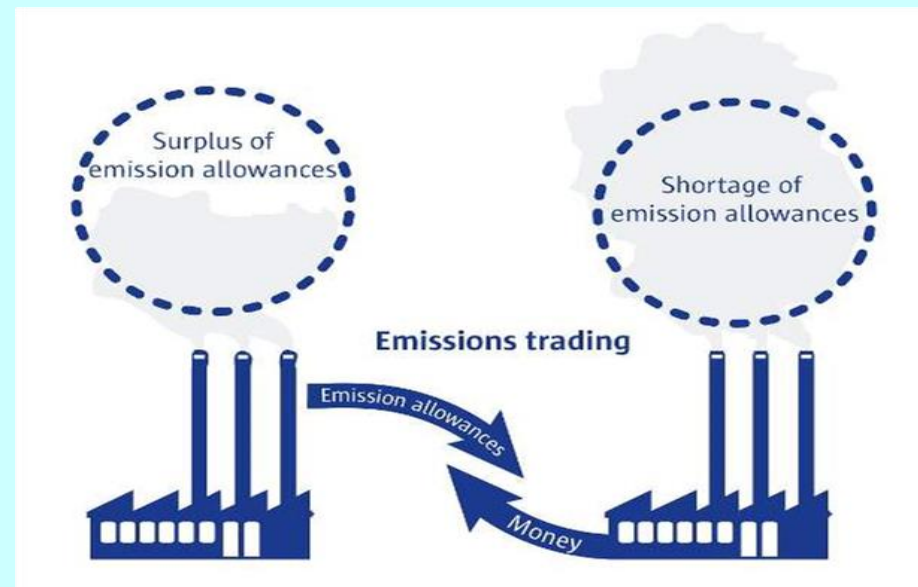 Surplus of
emission allowances
Shortage of
emission allowances
Emissions trading
Emission allowances
Money